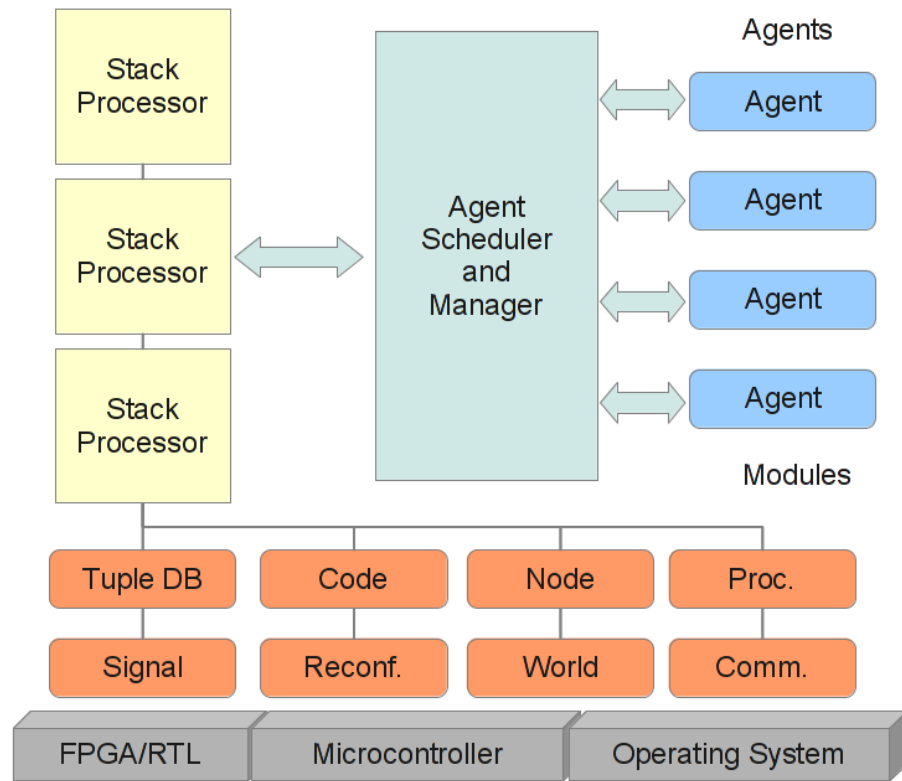 Stack
Processor
Stack
Processor
Stack
Processor
Agent
Scheduler
and
Manager
Agents
Agent
Agent
Agent
Agent
Modules
Tuple DB
Code
Node
Proc.
Signal
Reconf.
World
Comm.
FPGA/RTL
Microcontroller
Operating System